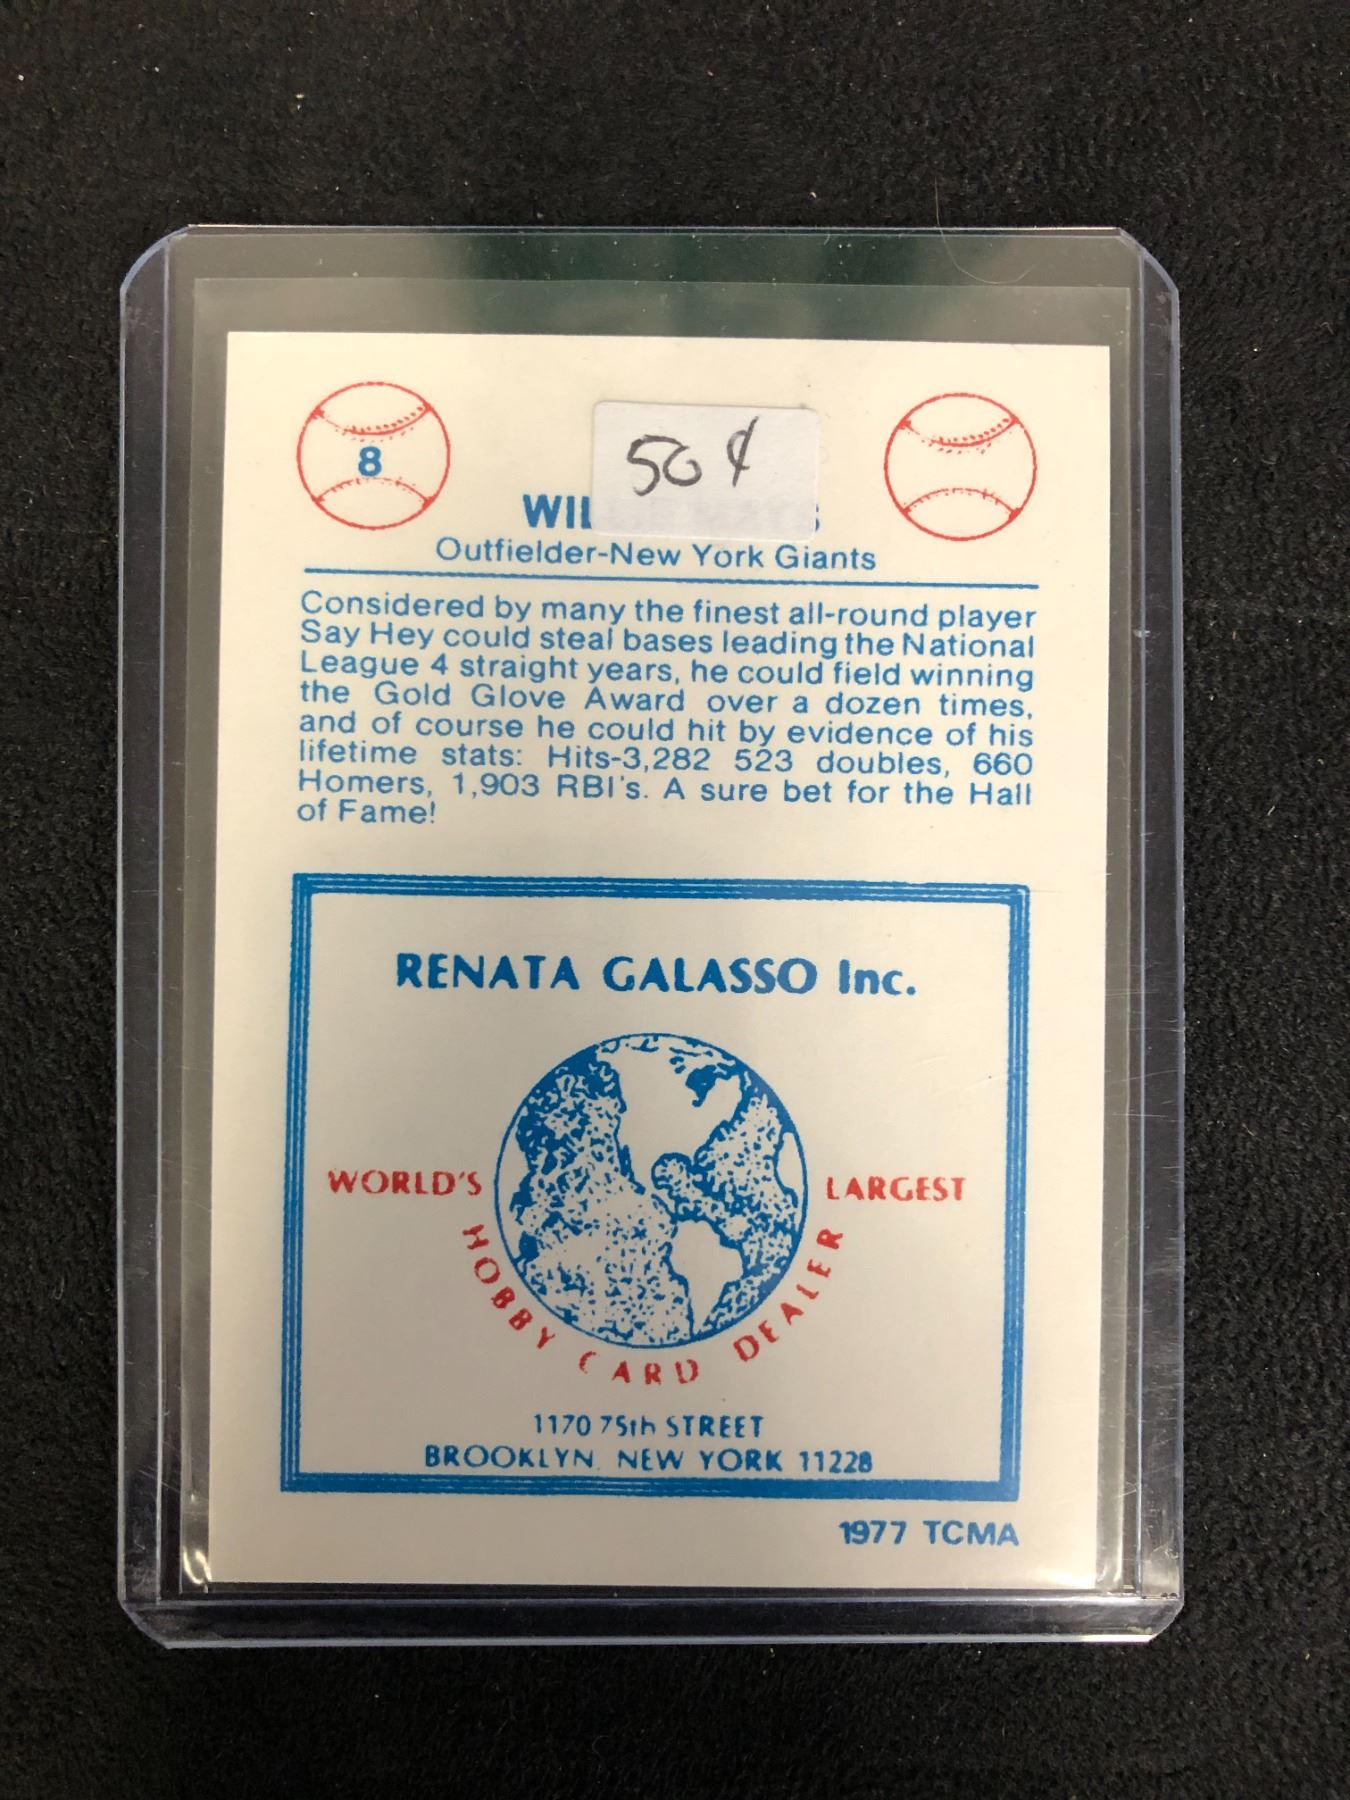 8
50¢
WILLIE MAYS
Outfielder-New York Giants
Considered by many the finest all-round player
Say Hey could steal bases leading the National
League 4 straight years, he could field winning
the Gold Glove Award over a dozen times,
and of course he could hit by evidence of his
lifetime stats: Hits-3,282 523 doubles, 660
Homers, 1,903 RBI's. A sure bet for the Hall
of Fame!
RENATA GALASSO Inc.
WORLD'S LARGEST
HOBBY CARD DEALER
1170 75th STREET
BROOKLYN, NEW YORK 11228
1977 TCMA